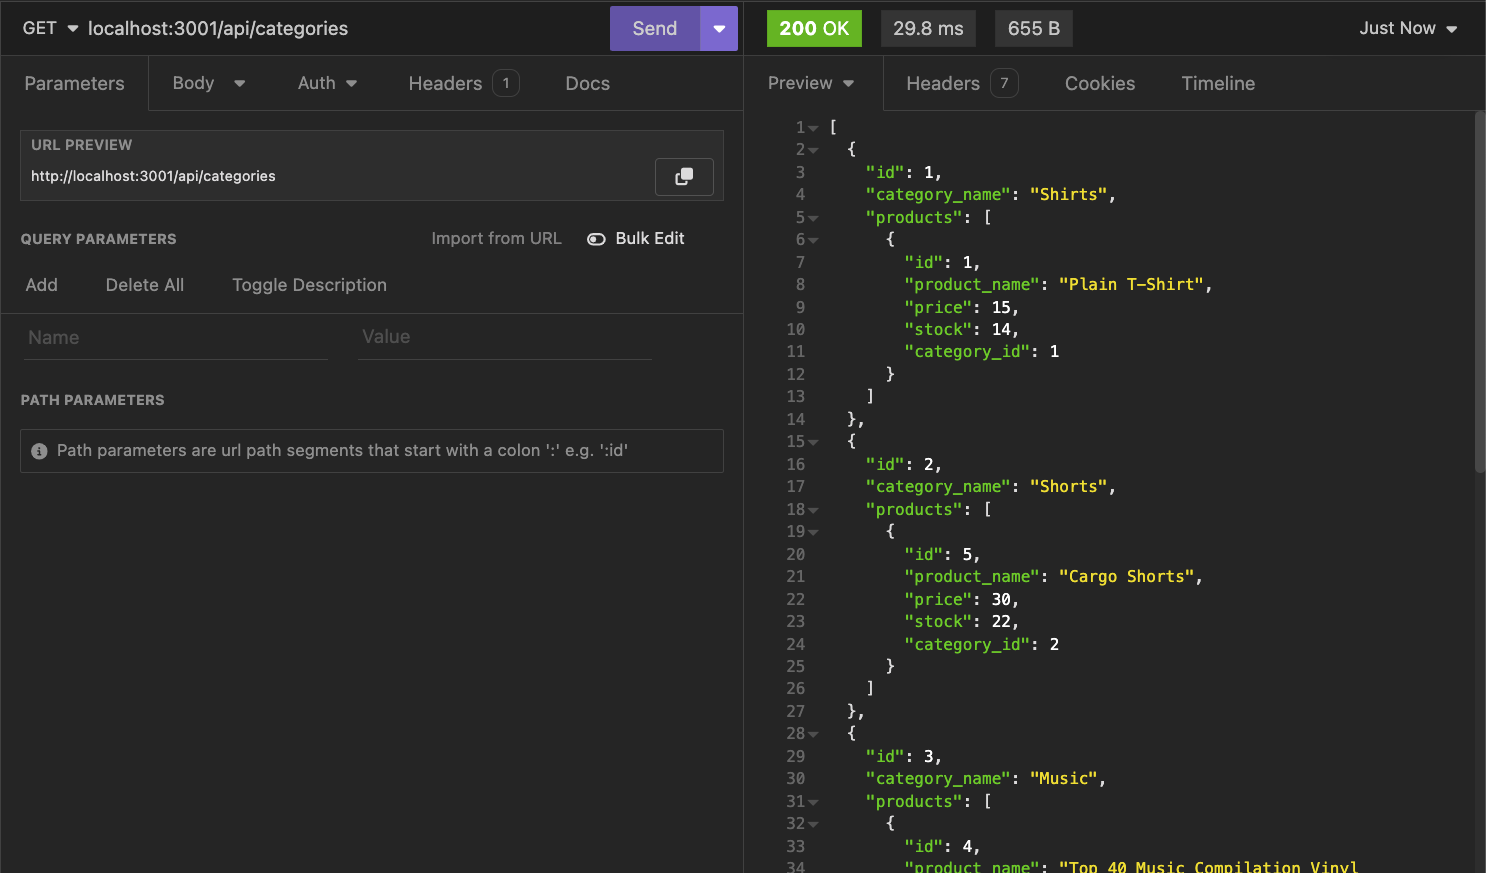 GET localhost:3001/api/categories Send
Parameters Body Auth Headers 1 Docs
URL PREVIEW
http://localhost:3001/api/categories
QUERY PARAMETERS Import from URL Bulk Edit
Add Delete All Toggle Description
Name Value
PATH PARAMETERS
Path parameters are url path segments that start with a colon ':' e.g. ':id'
200 OK 29.8 ms 655 B Just Now
Preview Headers 7 Cookies Timeline
1 [
2 {
3 "id": 1,
4 "category_name": "Shirts",
5 "products": [
6 {
7 "id": 1,
8 "product_name": "Plain T-Shirt",
9 "price": 15,
10 "stock": 14,
11 "category_id": 1
12 }
13 ]
14 },
15 {
16 "id": 2,
17 "category_name": "Shorts",
18 "products": [
19 {
20 "id": 5,
21 "product_name": "Cargo Shorts",
22 "price": 30,
23 "stock": 22,
24 "category_id": 2
25 }
26 ]
27 },
28 {
29 "id": 3,
30 "category_name": "Music",
31 "products": [
32 {
33 "id": 4,
34 "product_name": "Top 40 Music Compilation Vinyl